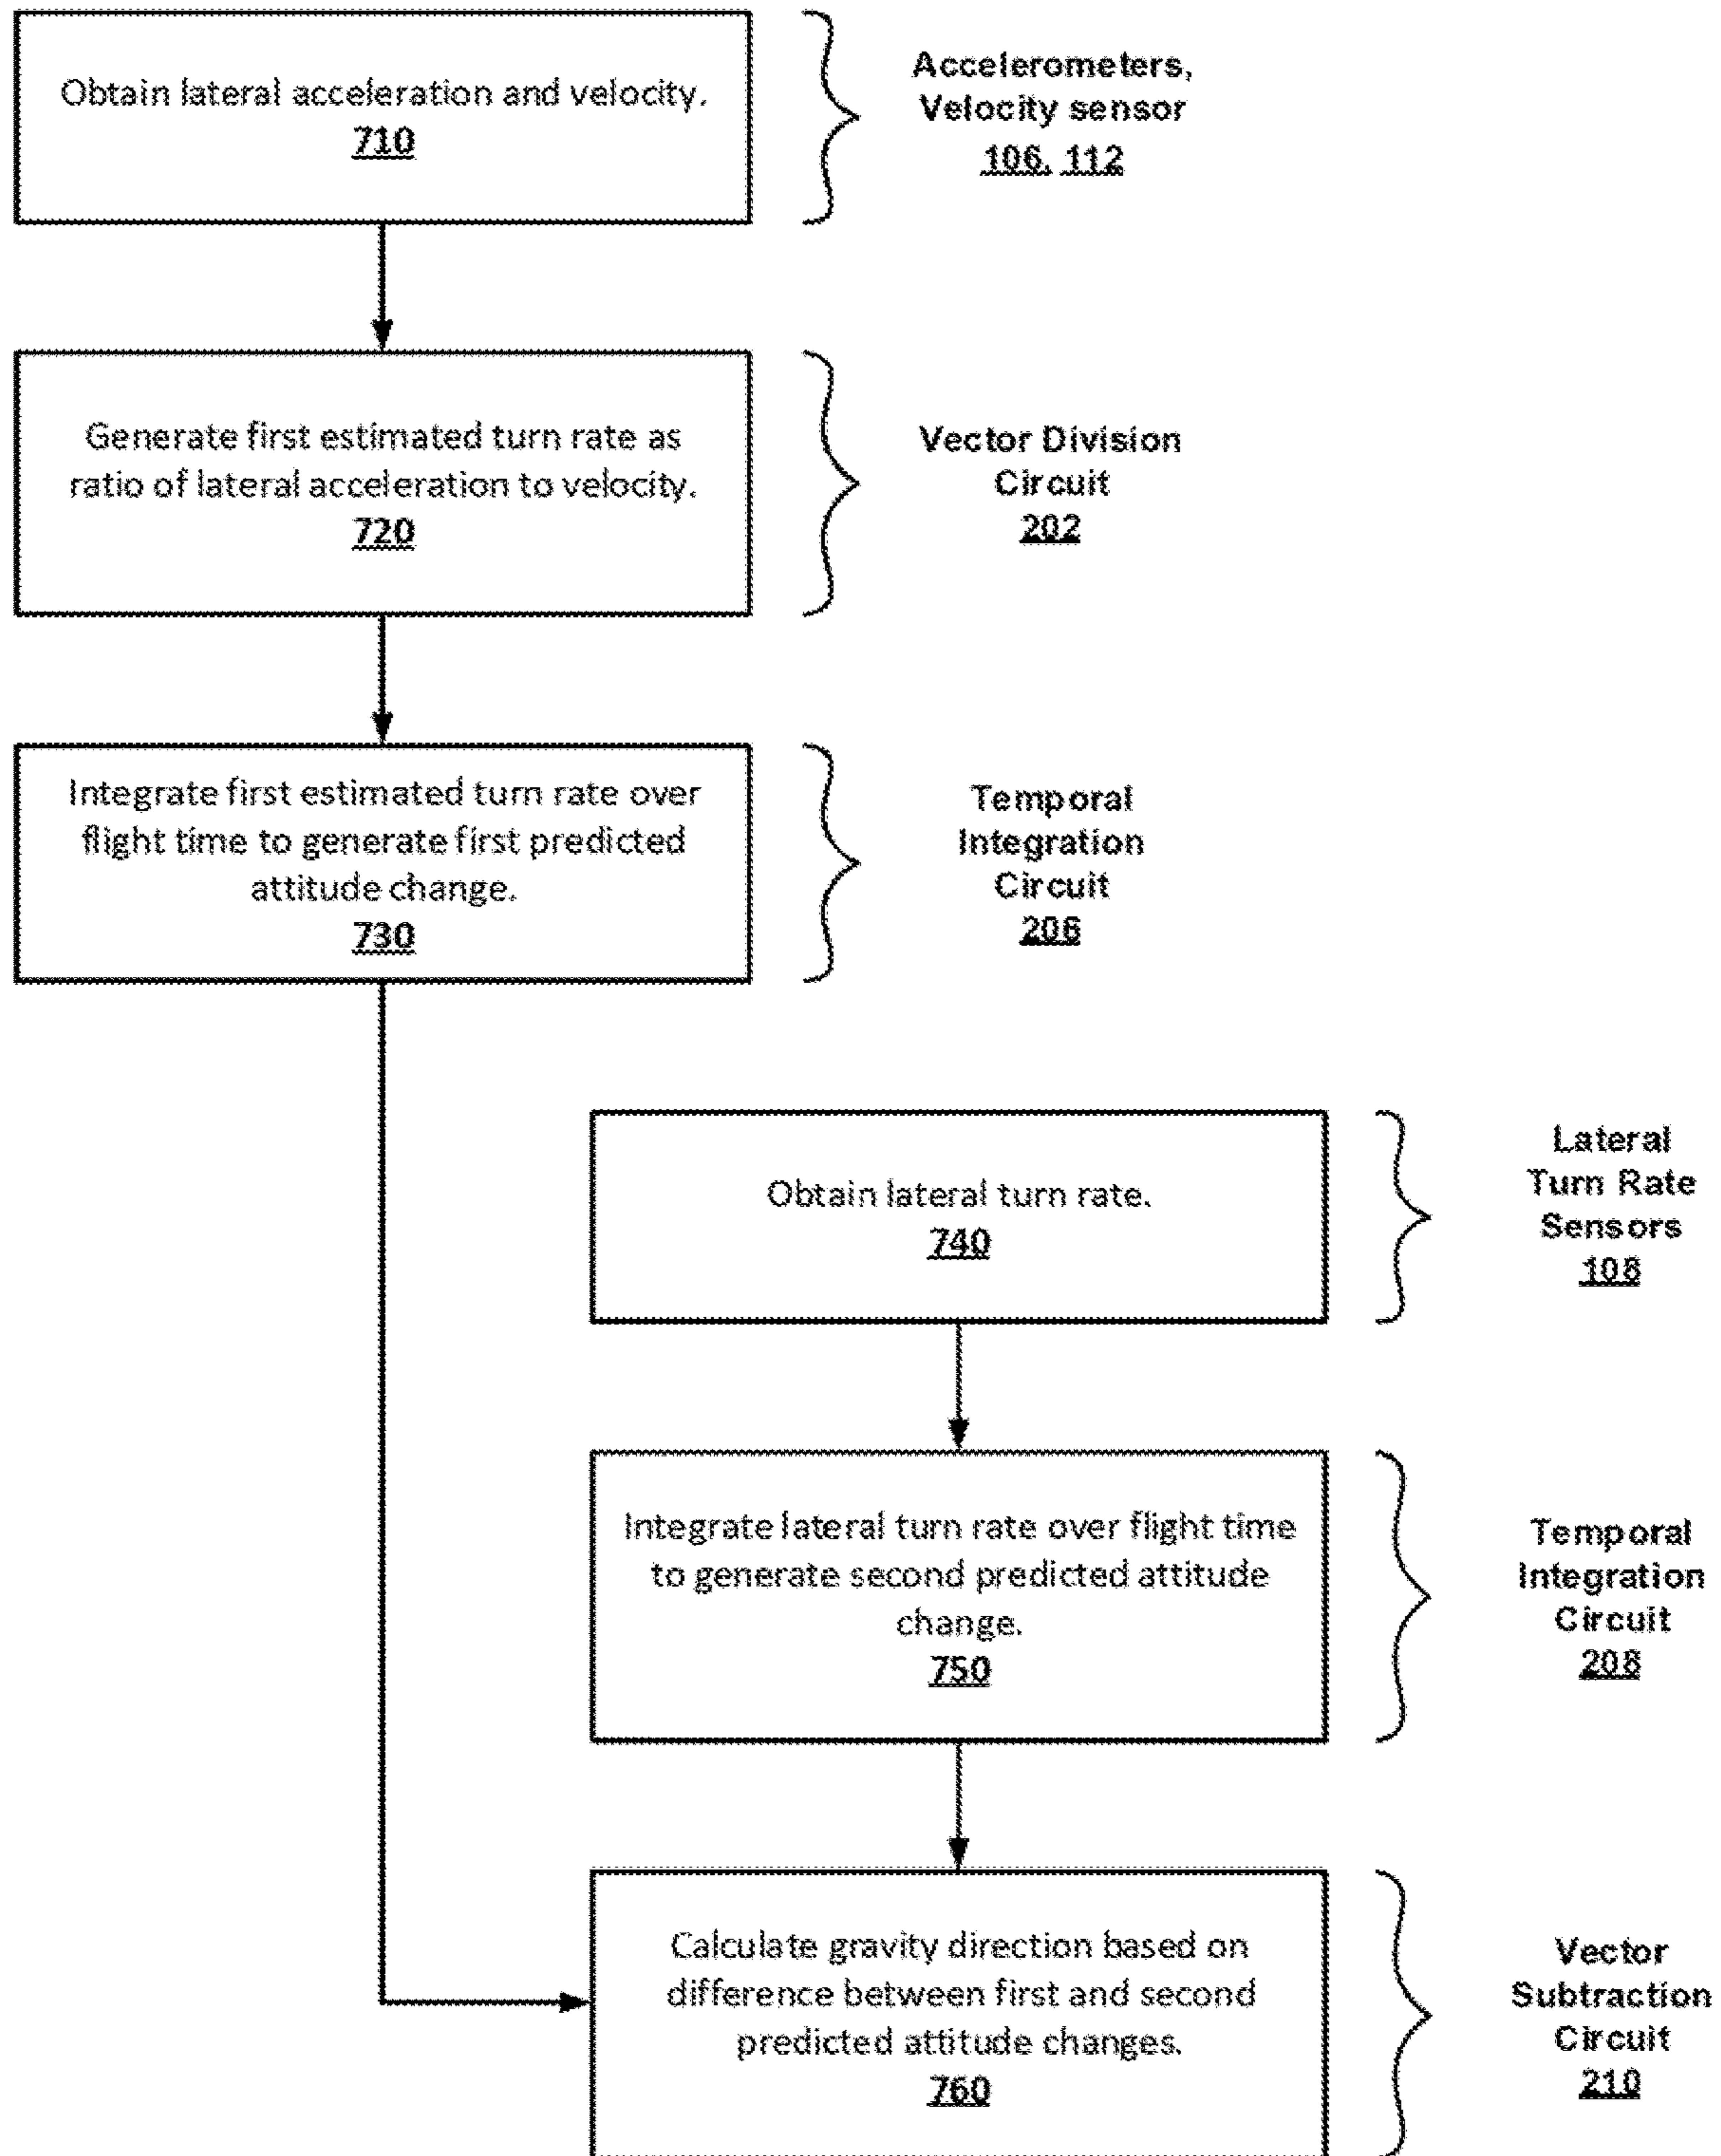 Obtain lateral acceleration and velocity.
710
Accelerometers,
Velocity sensor
106, 112
Generate first estimated turn rate as
ratio of lateral acceleration to velocity.
720
Vector Division
Circuit
202
Integrate first estimated turn rate over
flight time to generate first predicted
attitude change.
730
Temporal
Integration
Circuit
206
Obtain lateral turn rate.
740
Lateral
Turn Rate
Sensors
108
Integrate lateral turn rate over flight time
to generate second predicted attitude
change.
750
Temporal
Integration
Circuit
208
Calculate gravity direction based on
difference between first and second
predicted attitude changes.
760
Vector
Subtraction
Circuit
210